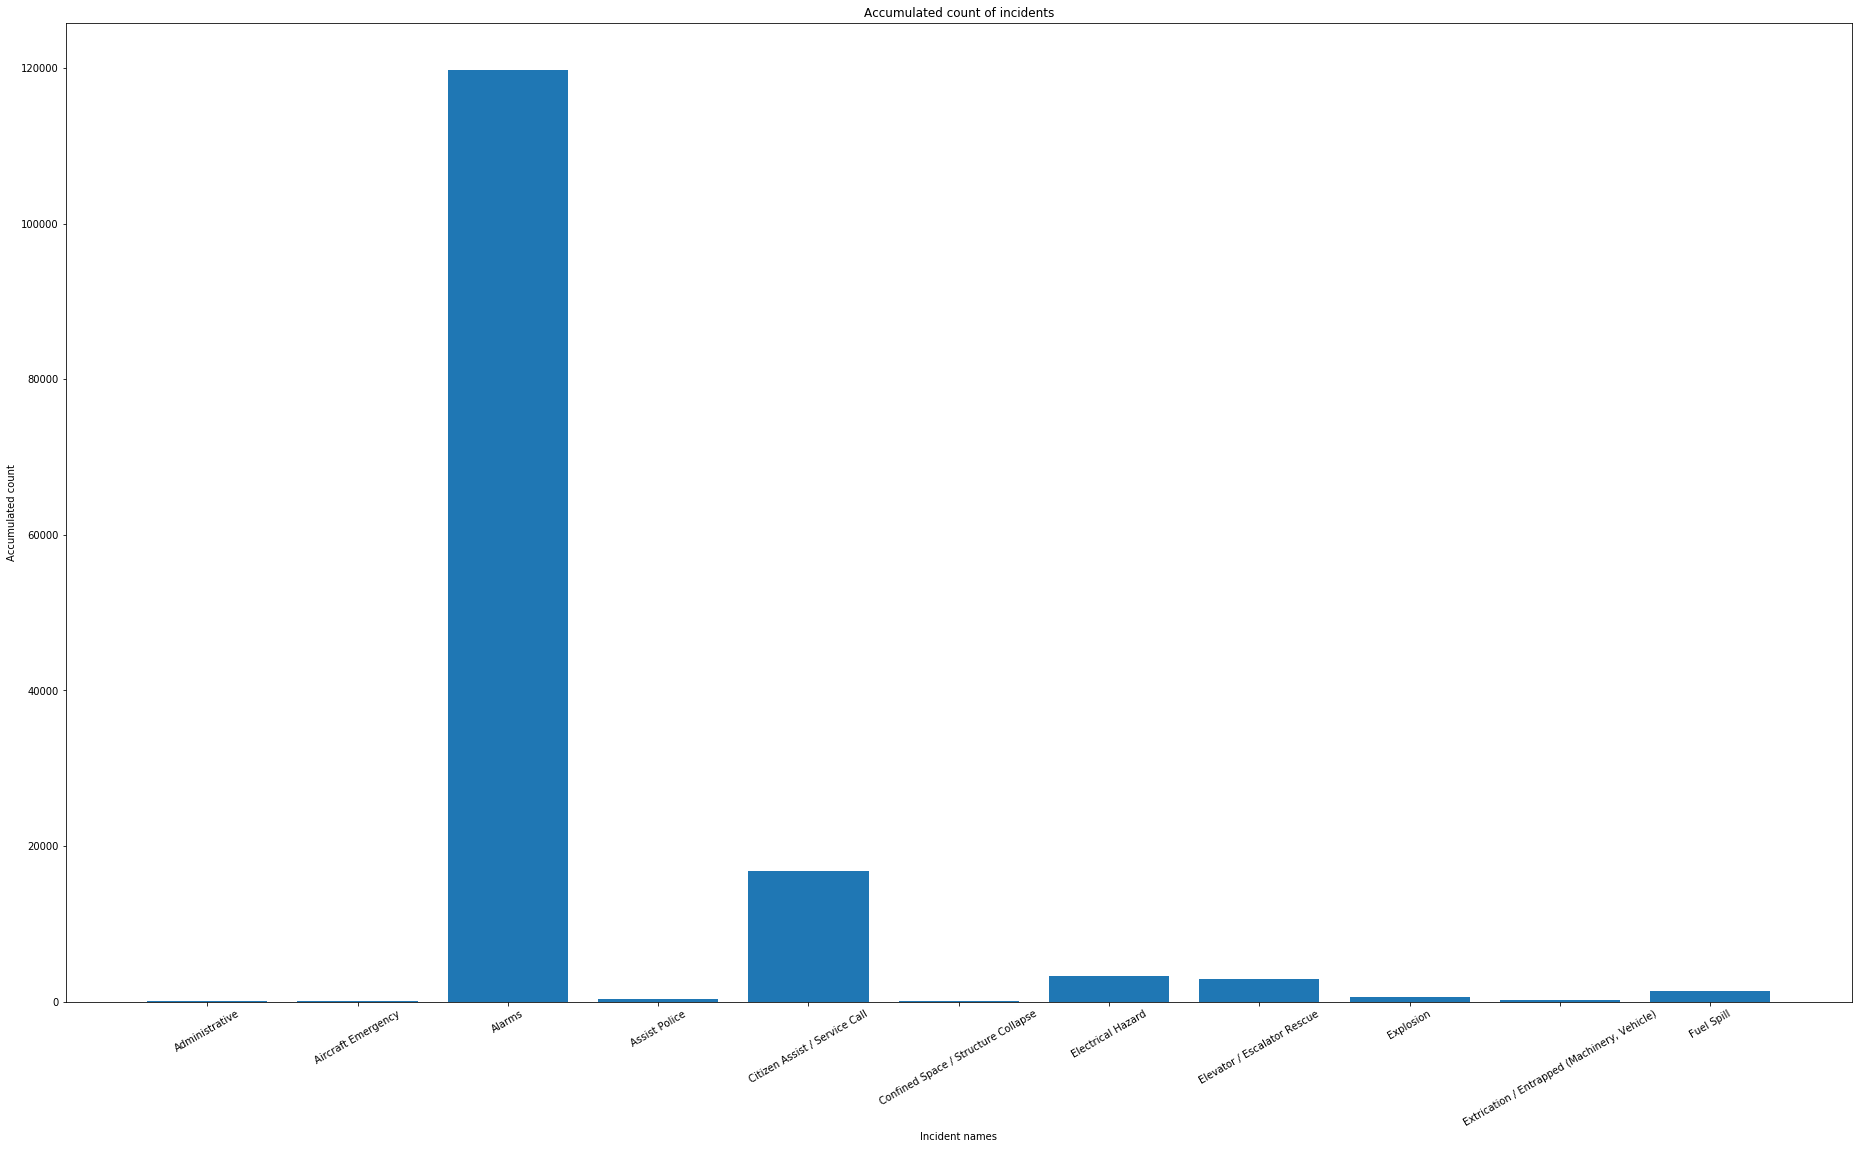 Accumulated count of incidents
120000
100000
80000
60000
40000
20000
0
Accumulated count
Administrative
Aircraft Emergency
Alarms
Assist Police
Citizen Assist / Service Call
Confined Space / Structure Collapse
Electrical Hazard
Elevator / Escalator Rescue
Explosion
Extrication / Entrapped (Machinery, Vehicle)
Fuel Spill
Incident names